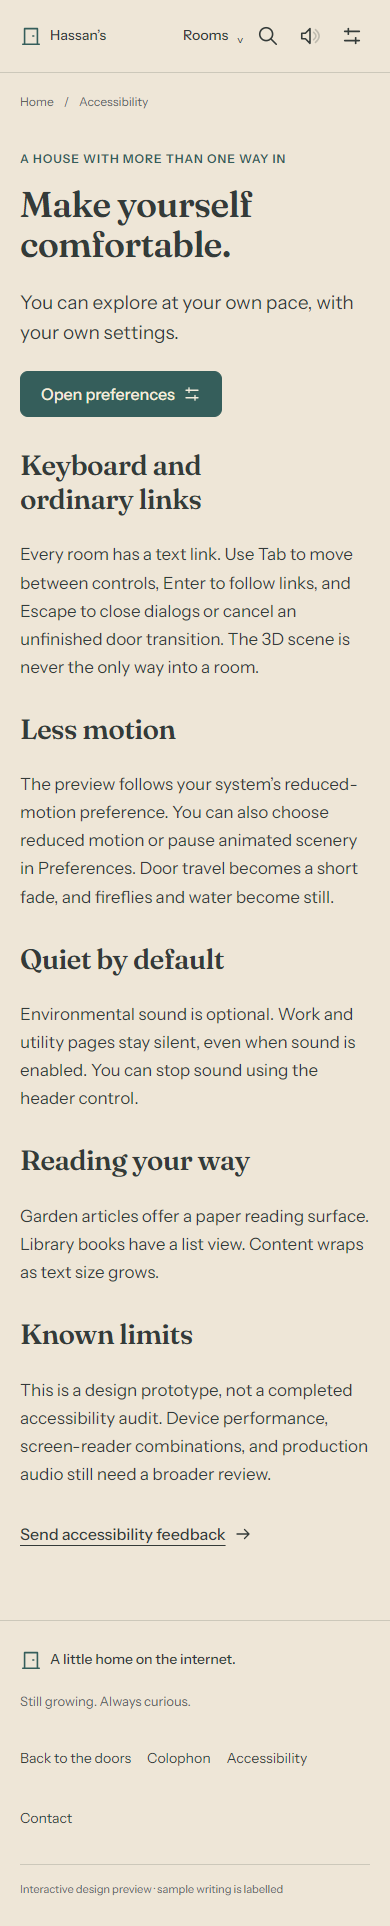 Hassan's
Rooms v
Home / Accessibility
A HOUSE WITH MORE THAN ONE WAY IN
Make yourself
comfortable.
You can explore at your own pace, with
your own settings.
Open preferences
Keyboard and
ordinary links
Every room has a text link. Use Tab to move
between controls, Enter to follow links, and
Escape to close dialogs or cancel an
unfinished door transition. The 3D scene is
never the only way into a room.
Less motion
The preview follows your system's reduced-
motion preference. You can also choose
reduced motion or pause animated scenery
in Preferences. Door travel becomes a short
fade, and fireflies and water become still.
Quiet by default
Environmental sound is optional. Work and
utility pages stay silent, even when sound is
enabled. You can stop sound using the
header control.
Reading your way
Garden articles offer a paper reading surface.
Library books have a list view. Content wraps
as text size grows.
Known limits
This is a design prototype, not a completed
accessibility audit. Device performance,
screen-reader combinations, and production
audio still need a broader review.
Send accessibility feedback →
A little home on the internet.
Still growing. Always curious.
Back to the doors Colophon Accessibility
Contact
Interactive design preview · sample writing is labelled